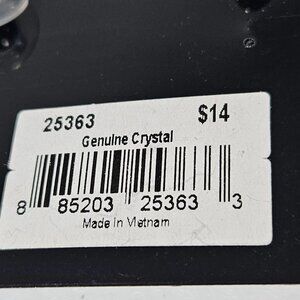 25363 $14
Genuine Crystal
8 85203 25363 3
Made in Vietnam